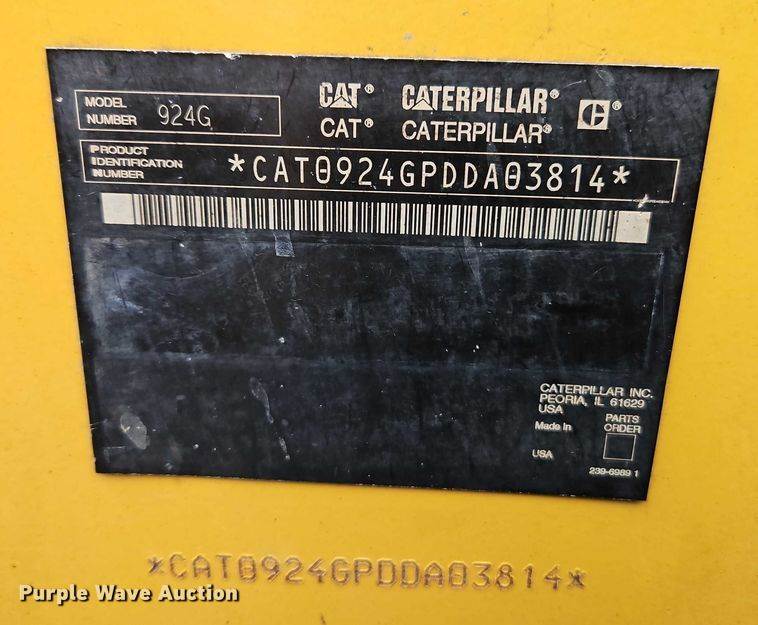 MODEL
NUMBER 924G
CAT® CATERPILLAR® ®
CAT® CATERPILLAR®
PRODUCT
IDENTIFICATION
NUMBER *CAT0924GPDDA03814*
CATERPILLAR INC.
PEORIA, IL 61629
USA
Made in
USA
PARTS
ORDER
239-6989 1
*CAT0924GPDDA03814*
Purple Wave Auction